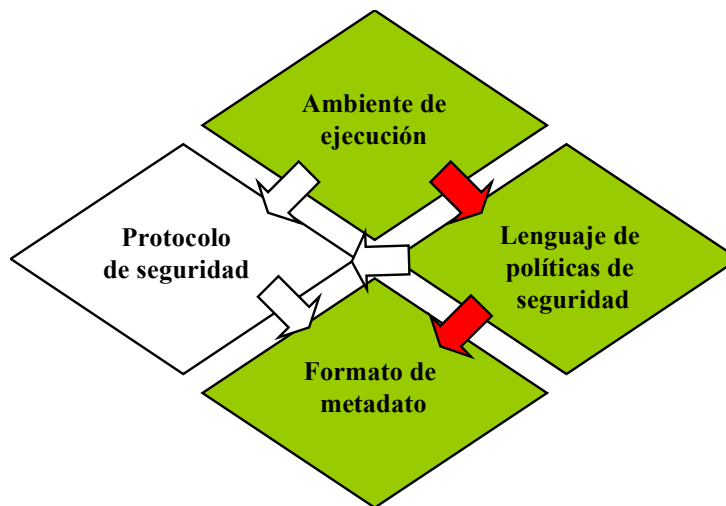 Ambiente de
ejecución
Protocolo
de seguridad
Lenguaje de
políticas de
seguridad
Formato de
metadato